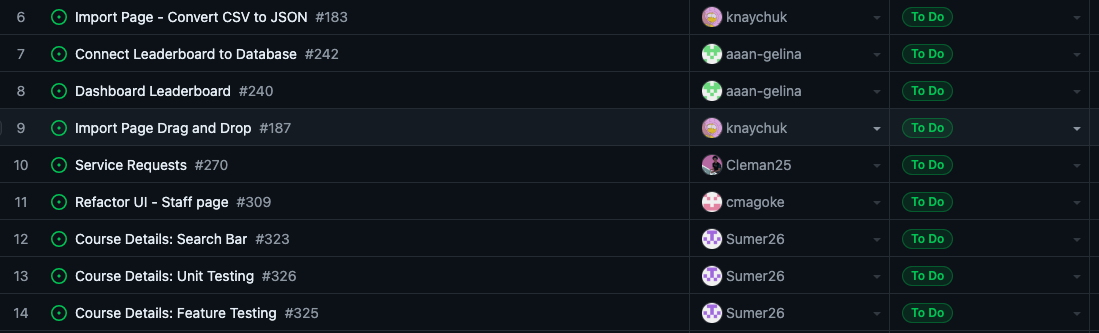 6 Import Page - Convert CSV to JSON #183 knaychuk To Do
7 Connect Leaderboard to Database #242 aaan-gelina To Do
8 Dashboard Leaderboard #240 aaan-gelina To Do
9 Import Page Drag and Drop #187 knaychuk To Do
10 Service Requests #270 Cleman25 To Do
11 Refactor UI - Staff page #309 cmagoke To Do
12 Course Details: Search Bar #323 Sumer26 To Do
13 Course Details: Unit Testing #326 Sumer26 To Do
14 Course Details: Feature Testing #325 Sumer26 To Do